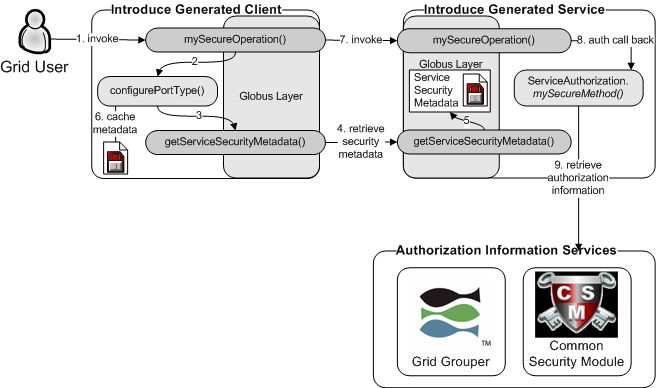 Introduce Generated Client
Introduce Generated Service
Grid User
1. invoke
mySecureOperation()
7. invoke
mySecureOperation()
8. auth call back
2
configurePortType()
Globus Layer
3
6. cache
metadata
getServiceSecurityMetadata()
4. retrieve
security
metadata
Globus Layer
Service
Security
Metadata
5
getServiceSecurityMetadata()
ServiceAuthorization.
mySecureMethod()
9. retrieve
authorization
information
Authorization Information Services
TM
Grid Grouper
C S
M
Common
Security Module